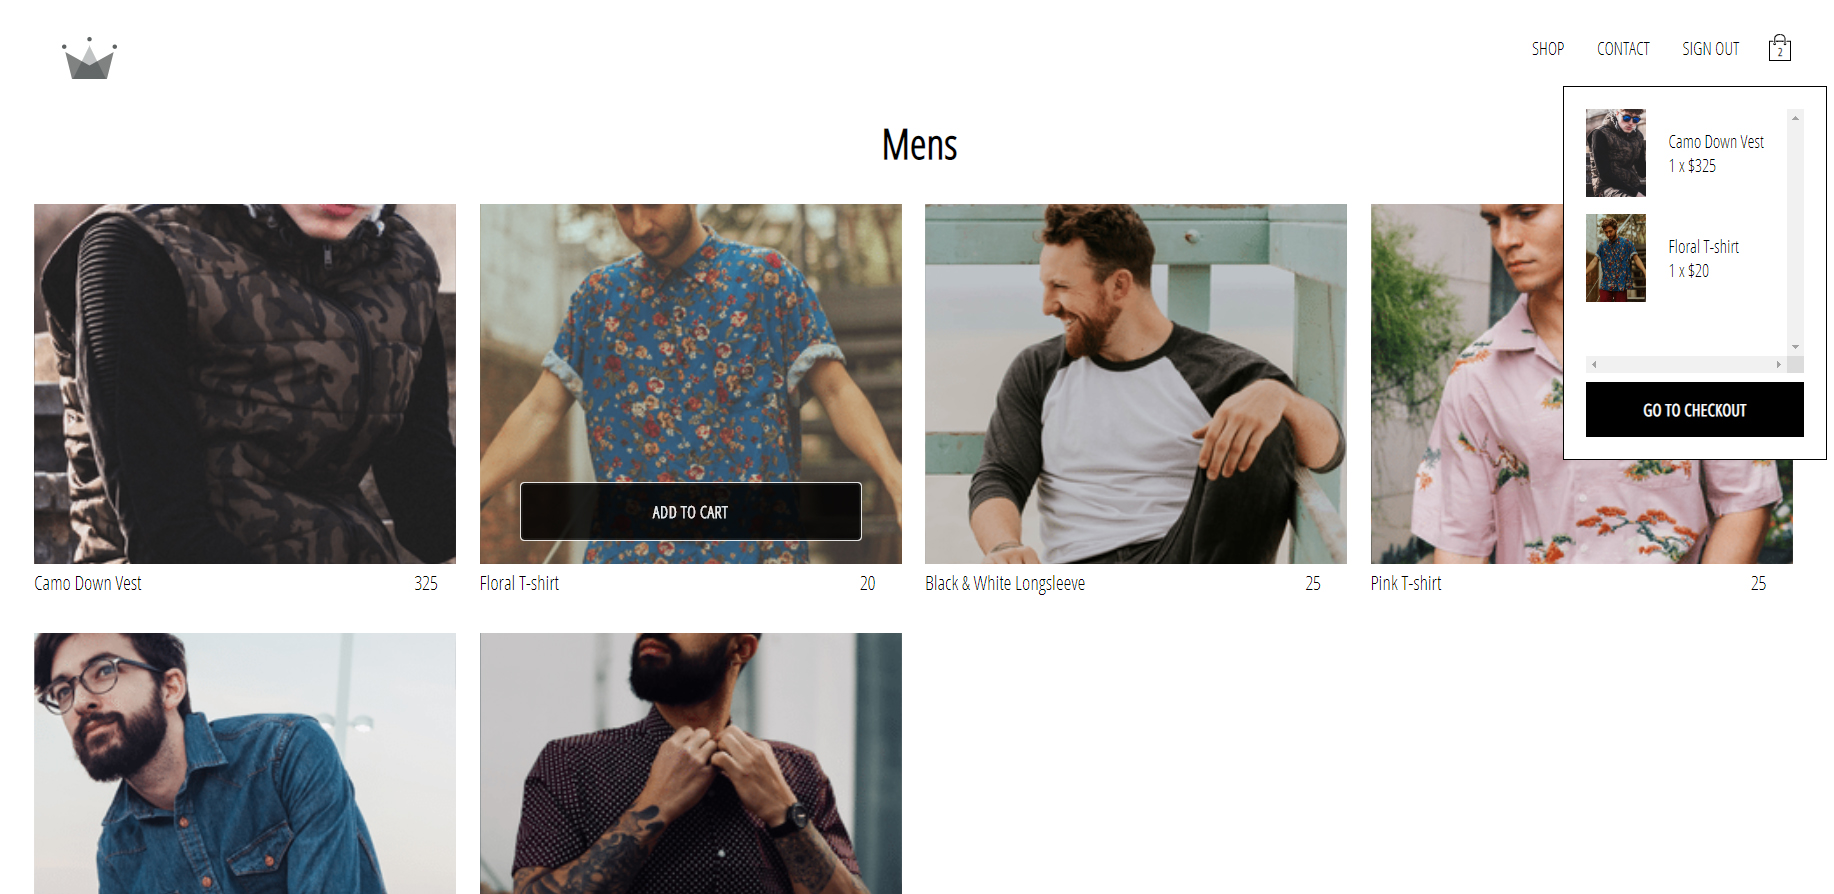 SHOP CONTACT SIGN OUT 2
Mens
Camo Down Vest
1 x $325
Floral T-shirt
1 x $20
GO TO CHECKOUT
ADD TO CART
Camo Down Vest 325
Floral T-shirt 20
Black & White Longsleeve 25
Pink T-shirt 25